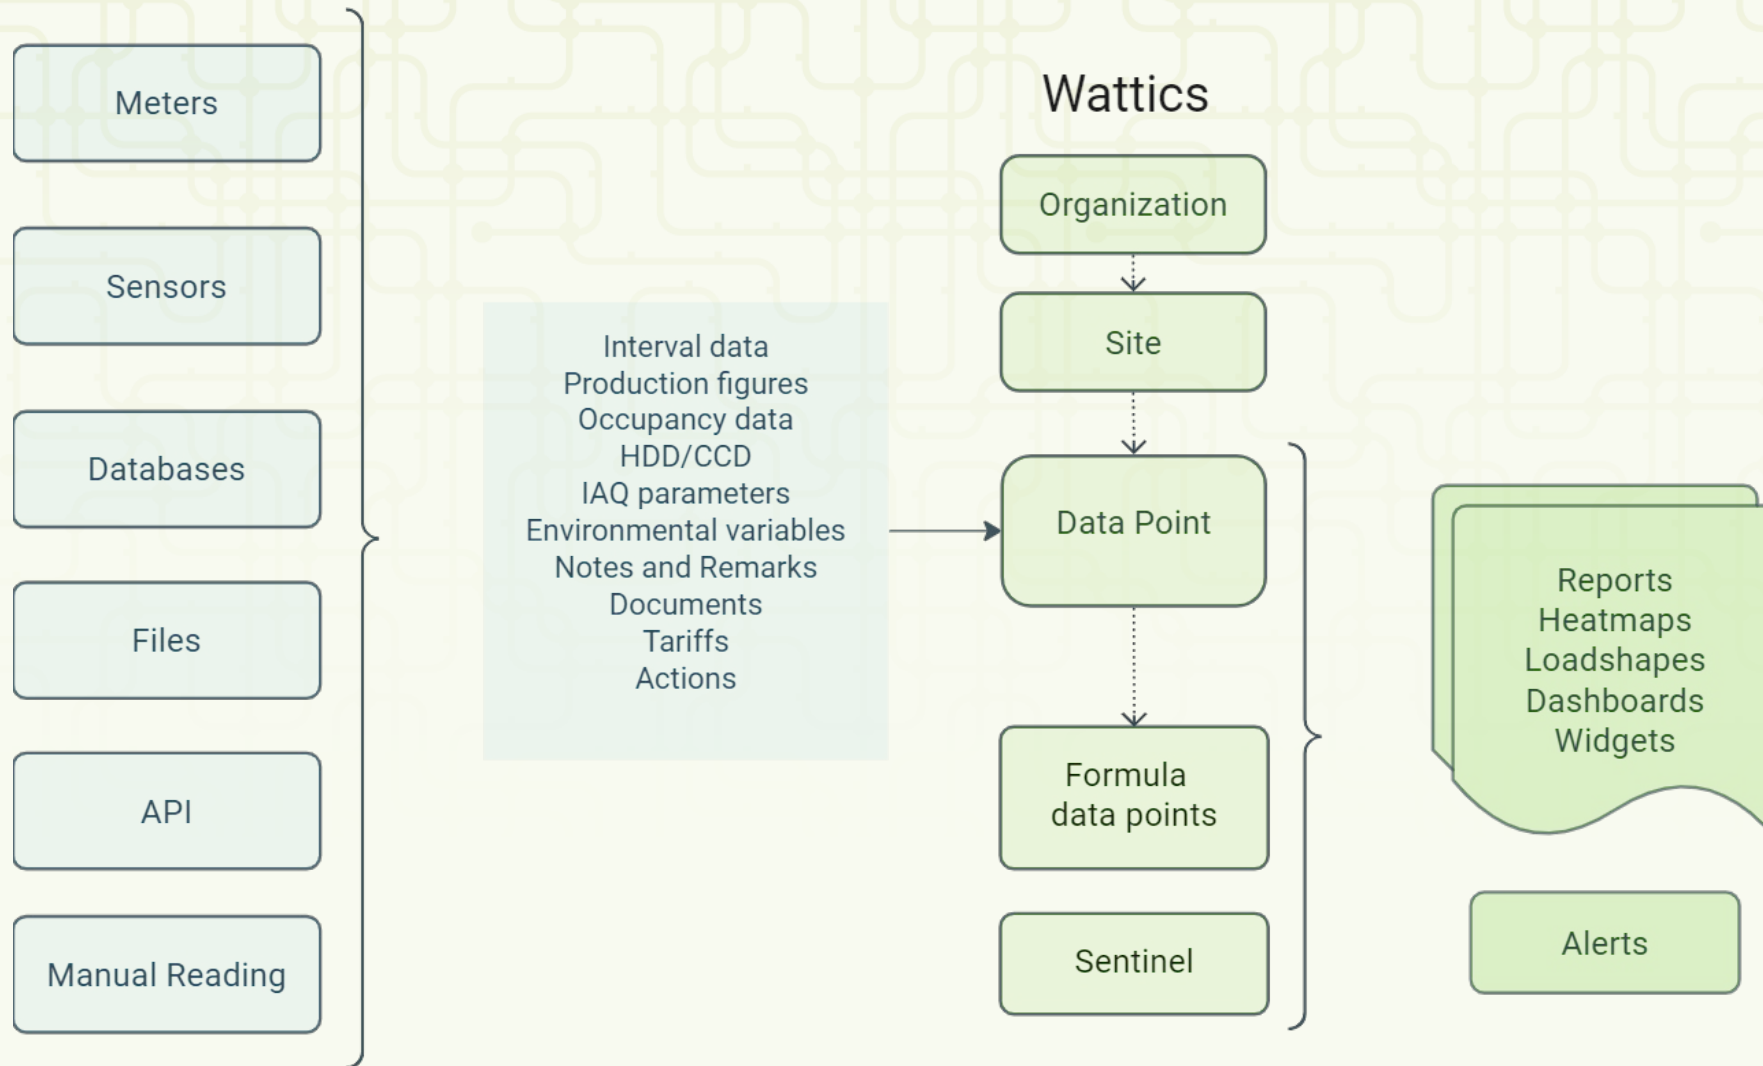 Meters
Sensors
Databases
Files
API
Manual Reading
Interval data
Production figures
Occupancy data
HDD/CCD
IAQ parameters
Environmental variables
Notes and Remarks
Documents
Tariffs
Actions
Wattics
Organization
Site
Data Point
Formula
data points
Sentinel
Reports
Heatmaps
Loadshapes
Dashboards
Widgets
Alerts